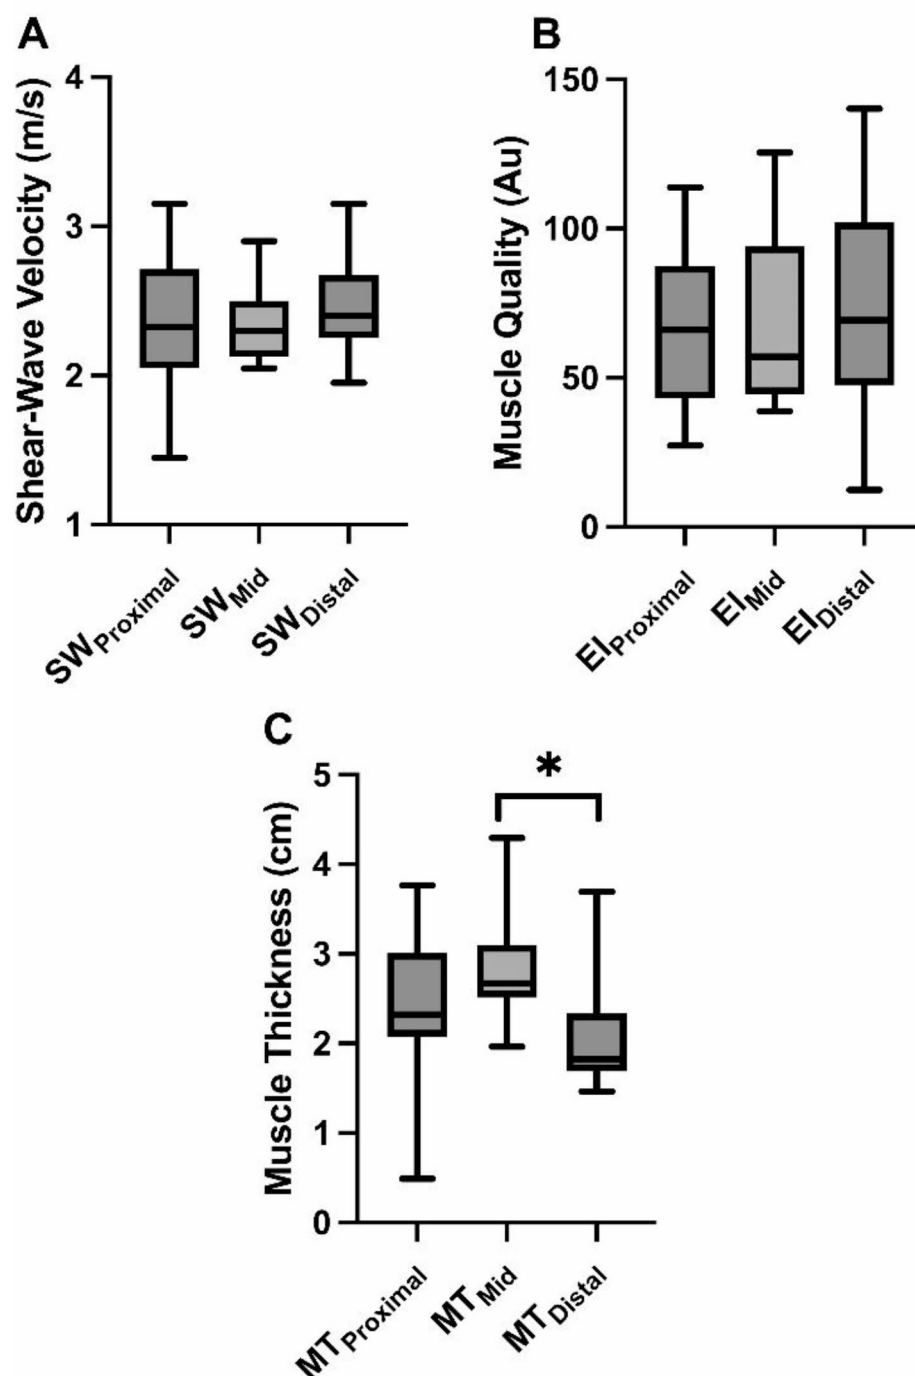 A
Shear-Wave Velocity (m/s)
4
3
2
1
SWProximal
SWMid
SWDistal
B
Muscle Quality (Au)
150
100
50
0
EIProximal
EIMid
EIDistal
C
Muscle Thickness (cm)
5
4
3
2
1
0
*
MTProximal
MTMid
MTDistal